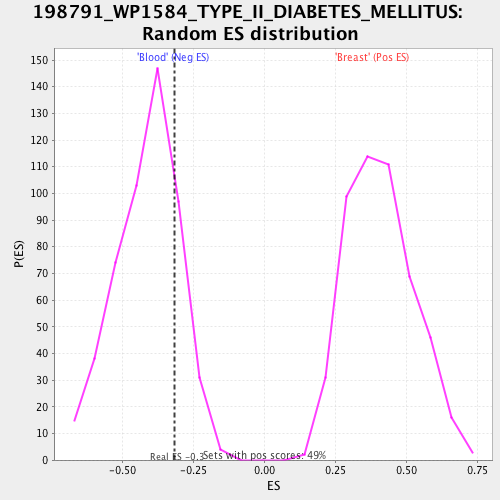 198791_WP1584_TYPE_II_DIABETES_MELLITUS:
Random ES distribution
'Blood' (Neg ES)
'Breast' (Pos ES)
150
140
130
120
110
100
90
80
70
60
50
40
30
20
10
0
P(ES)
Real ES -0.3
Sets with pos scores: 49%
-0.50 -0.25 0.00 0.25 0.50 0.75
ES